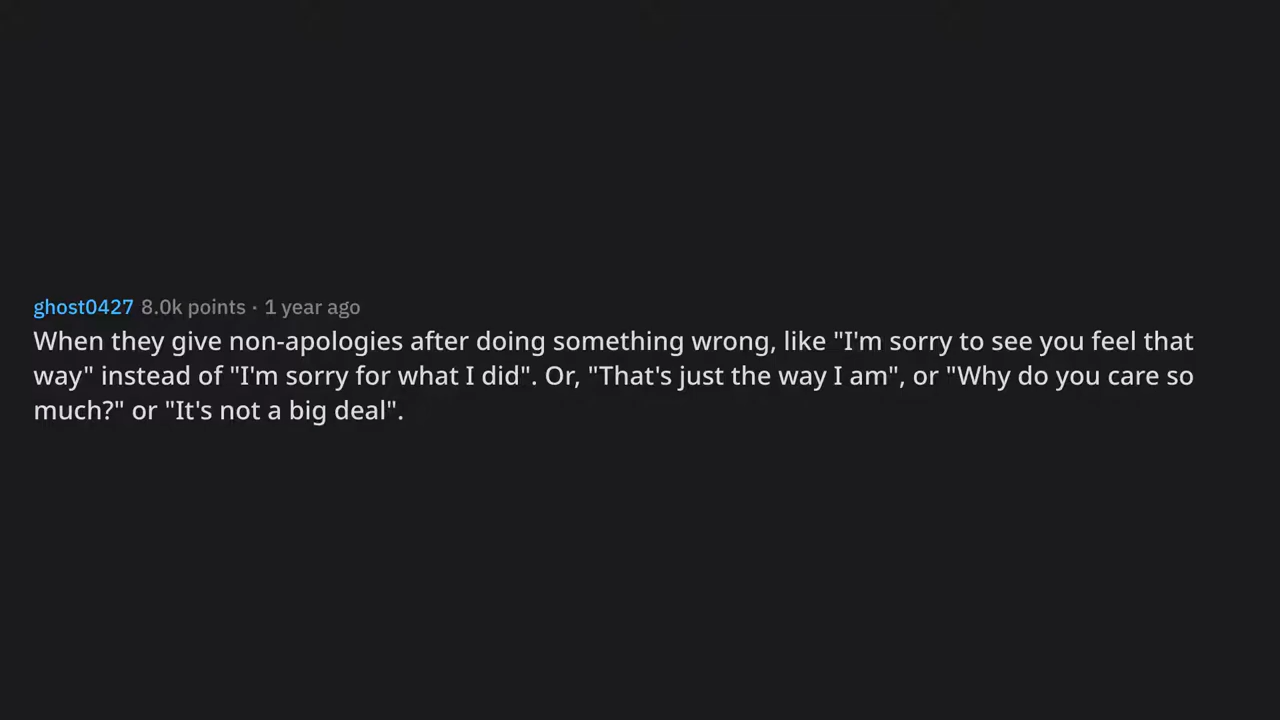 ghost0427 8.0k points · 1 year ago
When they give non-apologies after doing something wrong, like "I'm sorry to see you feel that
way" instead of "I'm sorry for what I did". Or, "That's just the way I am", or "Why do you care so
much?" or "It's not a big deal".